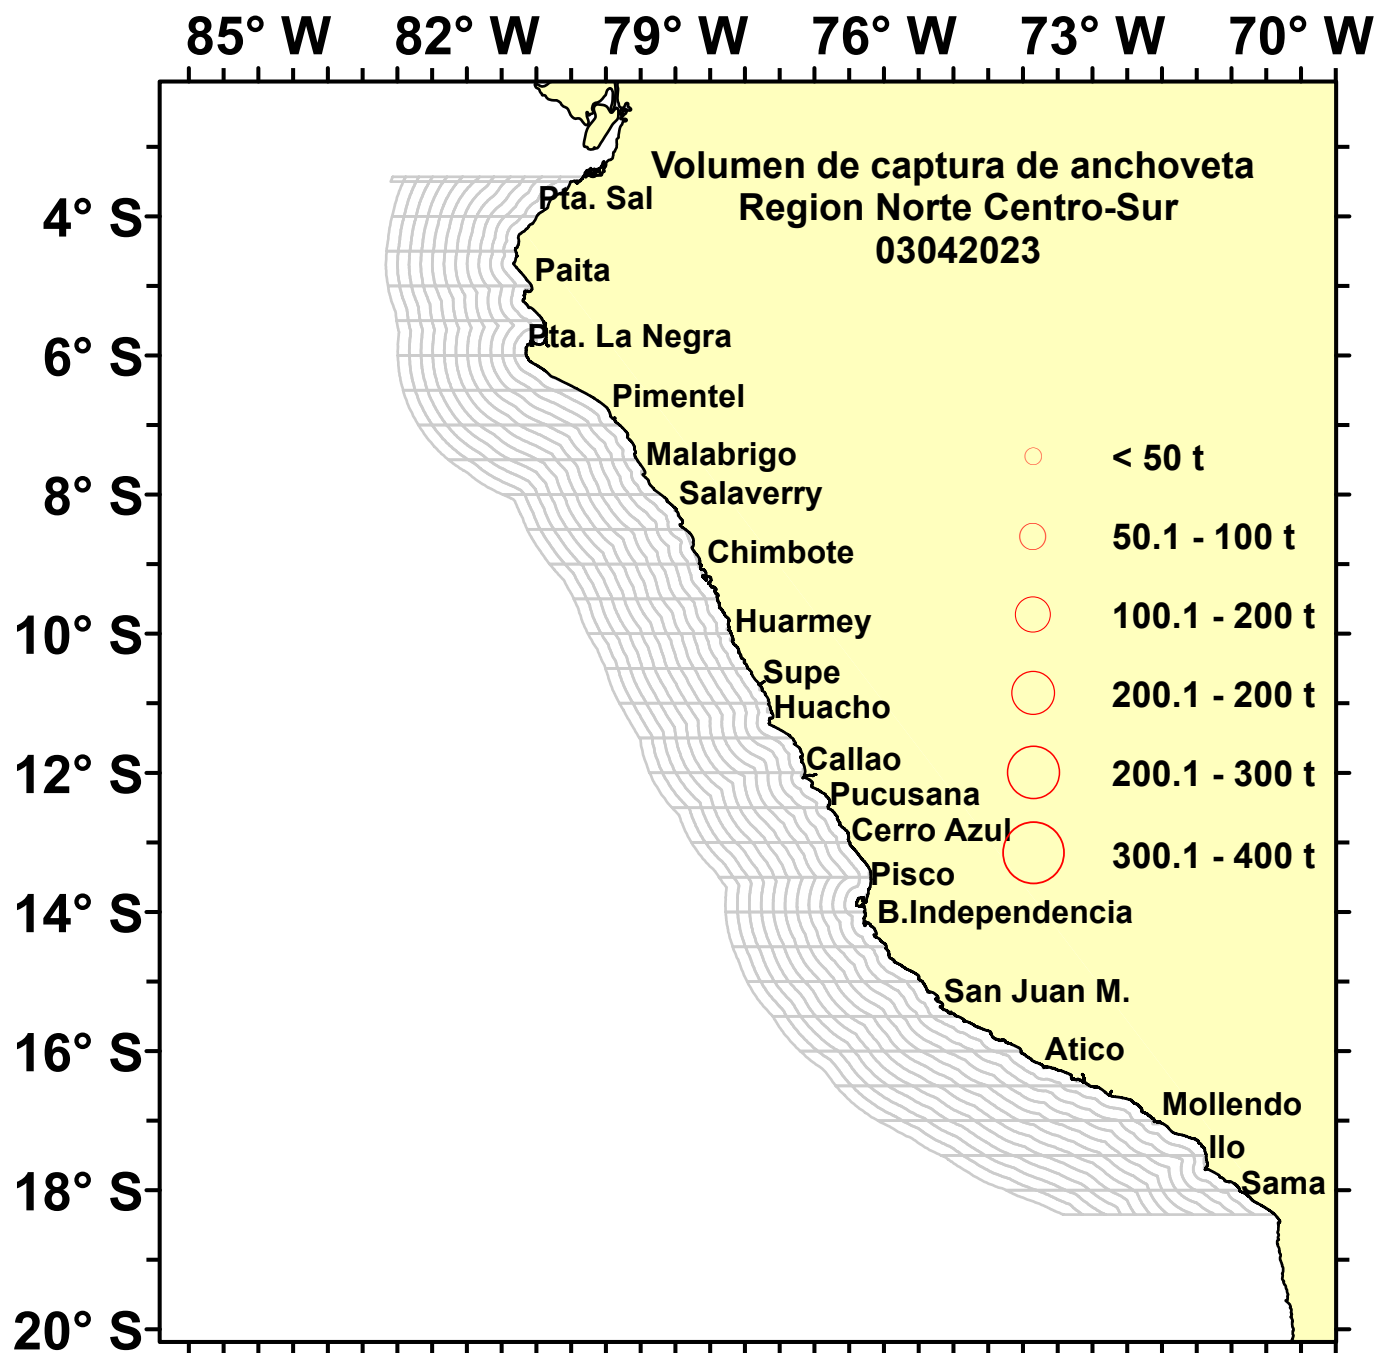 85° W 82° W 79° W 76° W 73° W 70° W
Volumen de captura de anchoveta
Region Norte Centro-Sur
03042023
Pta. Sal
4° S
Paita
Pta. La Negra
6° S
Pimentel
Malabrigo
< 50 t
Salaverry
8° S
50.1 - 100 t
Chimbote
100.1 - 200 t
Huarmey
10° S
Supe
200.1 - 200 t
Huacho
Callao
12° S
200.1 - 300 t
Pucusana
Cerro Azul
300.1 - 400 t
Pisco
14° S
B.Independencia
San Juan M.
16° S
Atico
Mollendo
Ilo
18° S
Sama
20° S